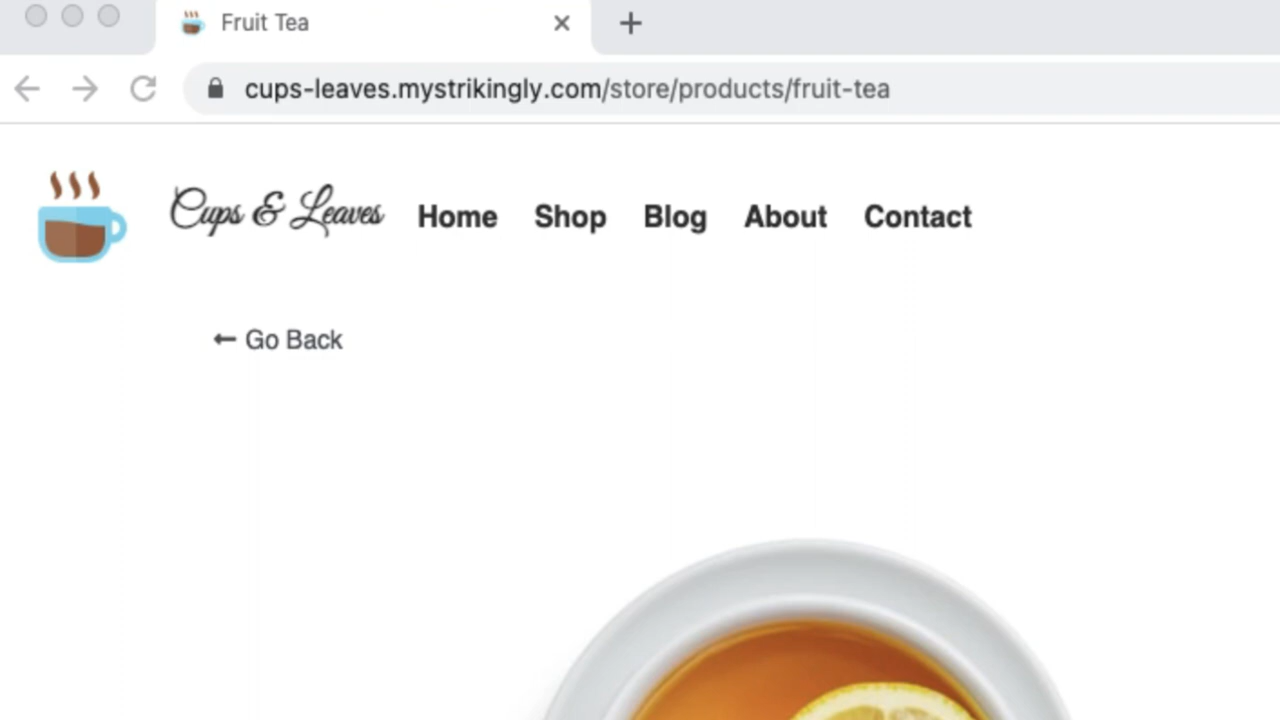 Fruit Tea
cups-leaves.mystrikingly.com/store/products/fruit-tea
Cups & Leaves Home Shop Blog About Contact
← Go Back